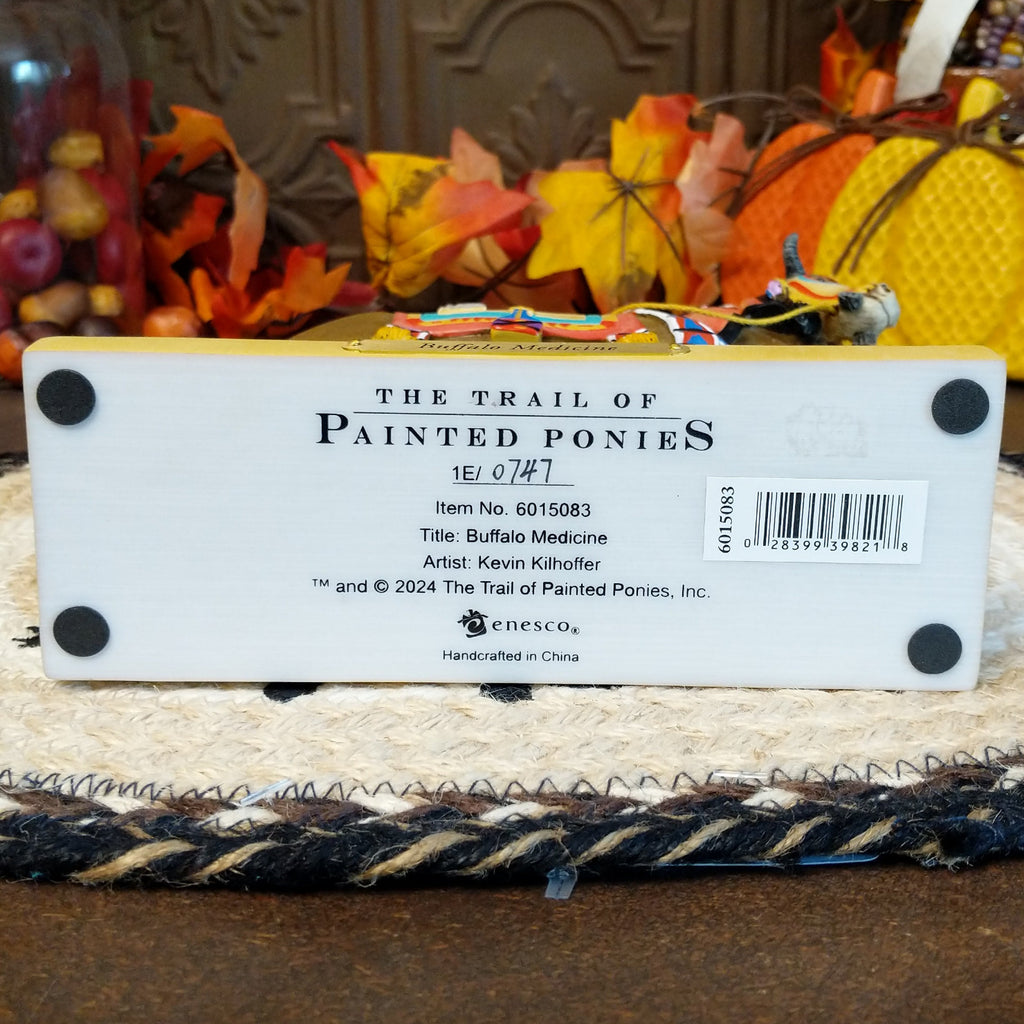 Buffalo Medicine
THE TRAIL OF
PAINTED PONIES
1E/ 0747
Item No. 6015083
Title: Buffalo Medicine
Artist: Kevin Kilhoffer
™ and © 2024 The Trail of Painted Ponies, Inc.
enesco®
Handcrafted in China
6015083
0 28399 39821 8